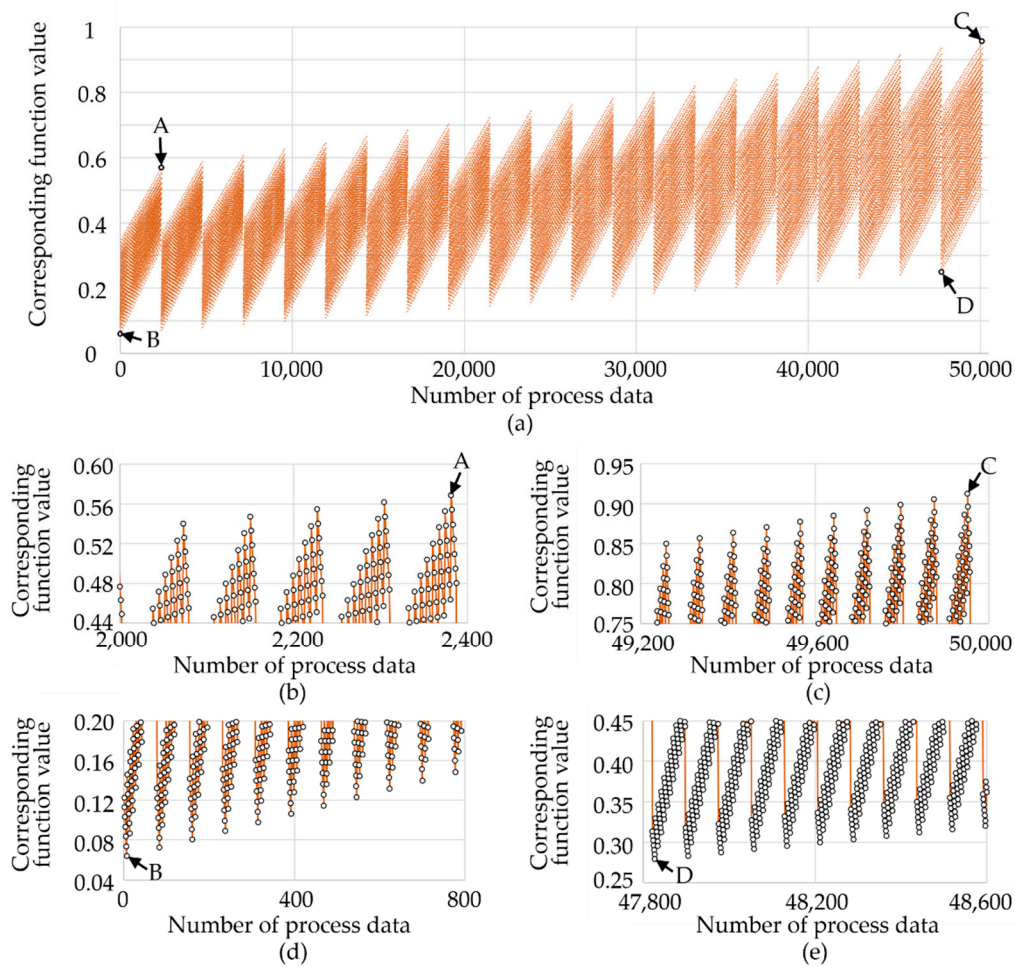 Corresponding function value
1
0.8
0.6
0.4
0.2
0
A
B
C
D
0 10,000 20,000 30,000 40,000 50,000
Number of process data
(a)
Corresponding
function value
0.60
0.56
0.52
0.48
0.44
A
2,000 2,200 2,400
Number of process data
(b)
Corresponding
function value
0.95
0.90
0.85
0.80
0.75
C
49,200 49,600 50,000
Number of process data
(c)
Corresponding
function value
0.20
0.16
0.12
0.08
0.04
B
0 400 800
Number of process data
(d)
Corresponding
function value
0.45
0.40
0.35
0.30
0.25
D
47,800 48,200 48,600
Number of process data
(e)